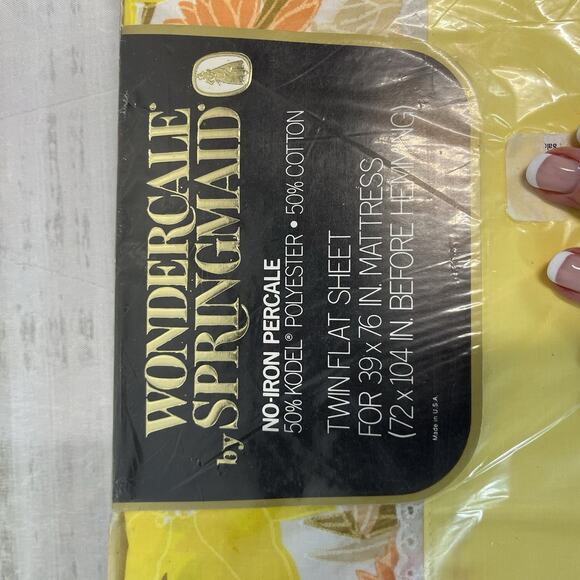 WONDERCALE®
by SPRINGMAID®
NO-IRON PERCALE
50% KODEL® POLYESTER • 50% COTTON
TWIN FLAT SHEET
FOR 39 x 76 IN. MATTRESS
(72 x 104 IN. BEFORE HEMMING)
Made in U.S.A.